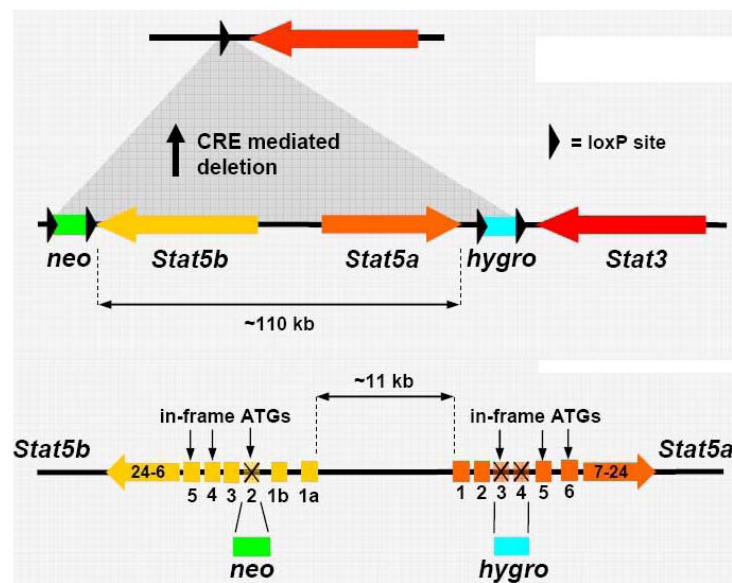 CRE mediated
deletion
= loxP site
neo
Stat5b
Stat5a
hygro
Stat3
~110 kb
~11 kb
in-frame ATGs
in-frame ATGs
Stat5b
Stat5a
24-6
7-24
5 4 3 2 1b 1a
1 2 3 4 5 6
neo
hygro